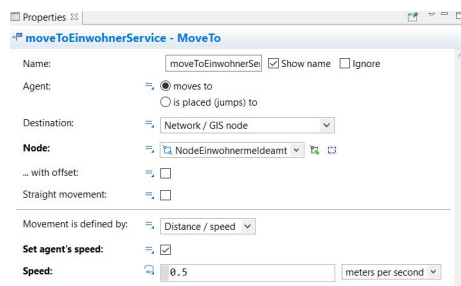 Properties
moveToEinwohnerService - MoveTo
Name: moveToEinwohnerSer Show name Ignore
Agent: moves to
is placed (jumps) to
Destination: Network / GIS node
Node: NodeEinwohnermeldeamt
... with offset:
Straight movement:
Movement is defined by: Distance / speed
Set agent's speed:
Speed: 0.5 meters per second